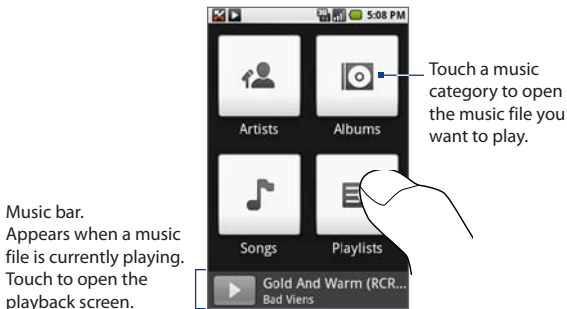 5:08 PM
Artists
Albums
Songs
Playlists
Gold And Warm (RCR...
Bad Viens
Touch a music
category to open
the music file you
want to play.
Music bar.
Appears when a music
file is currently playing.
Touch to open the
playback screen.